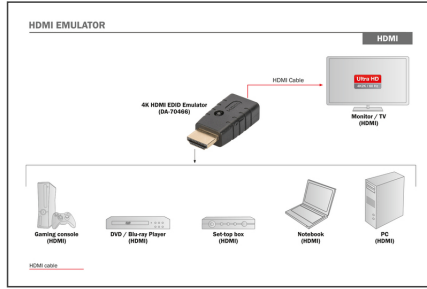 HDMI EMULATOR
HDMI
HDMI Cable
Ultra HD
4K HDMI EDID Emulator
(DA-70466)
Monitor / TV
(HDMI)
Gaming console
(HDMI)
DVD / Blu-ray Player
(HDMI)
Set-top box
(HDMI)
Notebook
(HDMI)
PC
(HDMI)
HDMI cable